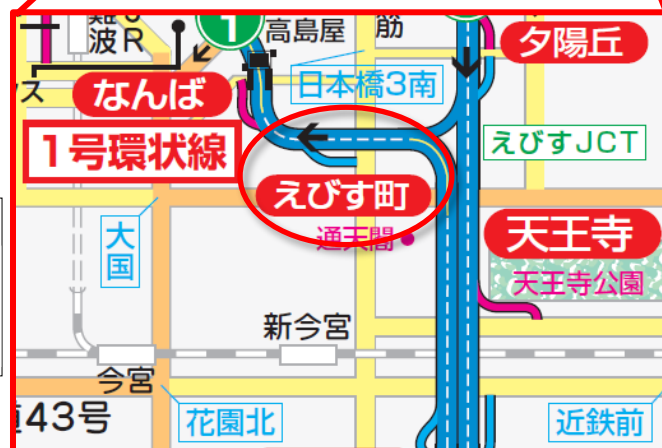 1
難波
R
高島屋
筋
夕陽丘
ス
なんば
日本橋3南
1号環状線
えびすJCT
えびす町
大国
通天閣
天王寺
天王寺公園
新今宮
今宮
43号
花園北
近鉄前